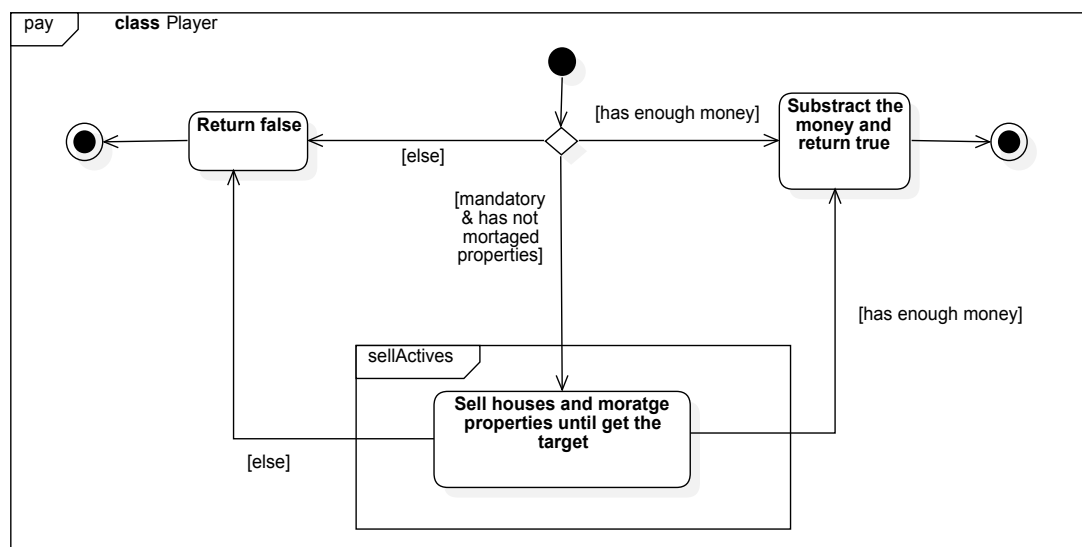 pay
class Player
[has enough money]
Substract the
money and
return true
Return false
[else]
[mandatory
& has not
mortaged
properties]
[has enough money]
sellActives
Sell houses and moratge
properties until get the
target
[else]